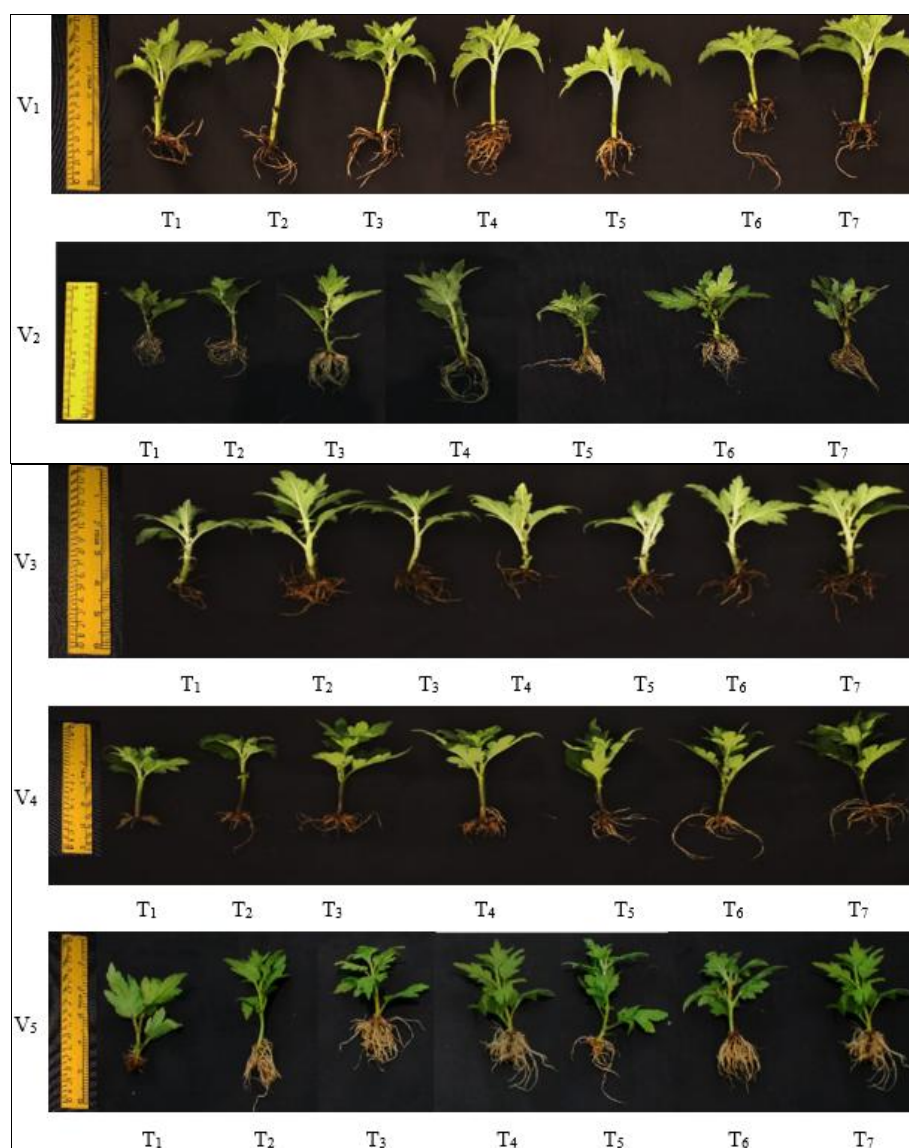 V₁
T₁ T₂ T₃ T₄ T₅ T₆ T₇
V₂
T₁ T₂ T₃ T₄ T₅ T₆ T₇
V₃
T₁ T₂ T₃ T₄ T₅ T₆ T₇
V₄
T₁ T₂ T₃ T₄ T₅ T₆ T₇
V₅
T₁ T₂ T₃ T₄ T₅ T₆ T₇